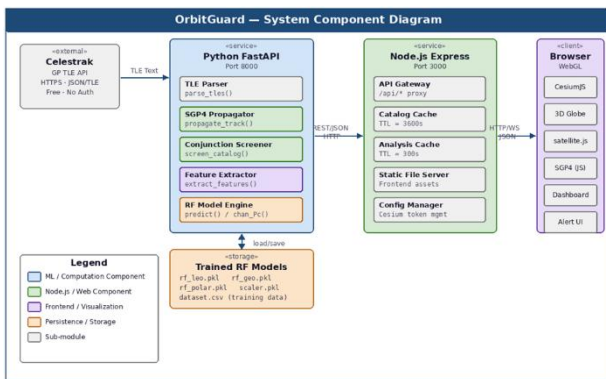 OrbitGuard — System Component Diagram
«external»
Celestrak
GP TLE API
HTTPS · JSON/TLE
Free · No Auth
TLE Text
«service»
Python FastAPI
Port 8000
TLE Parser
parse_tles()
SGP4 Propagator
propagate_track()
Conjunction Screener
screen_catalog()
Feature Extractor
extract_features()
RF Model Engine
predict() / chan_Pc()
REST/JSON
HTTP
«service»
Node.js Express
Port 3000
API Gateway
/api/* proxy
Catalog Cache
TTL = 3600s
Analysis Cache
TTL = 300s
Static File Server
Frontend assets
Config Manager
Cesium token mgmt
HTTP/WS
JSON
«client»
Browser
WebGL
CesiumJS
3D Globe
satellite.js
SGP4 (JS)
Dashboard
Alert UI
load/save
«storage»
Trained RF Models
rf_leo.pkl rf_geo.pkl
rf_polar.pkl scaler.pkl
dataset.csv (training data)
Legend
ML / Computation Component
Node.js / Web Component
Frontend / Visualization
Persistence / Storage
Sub-module